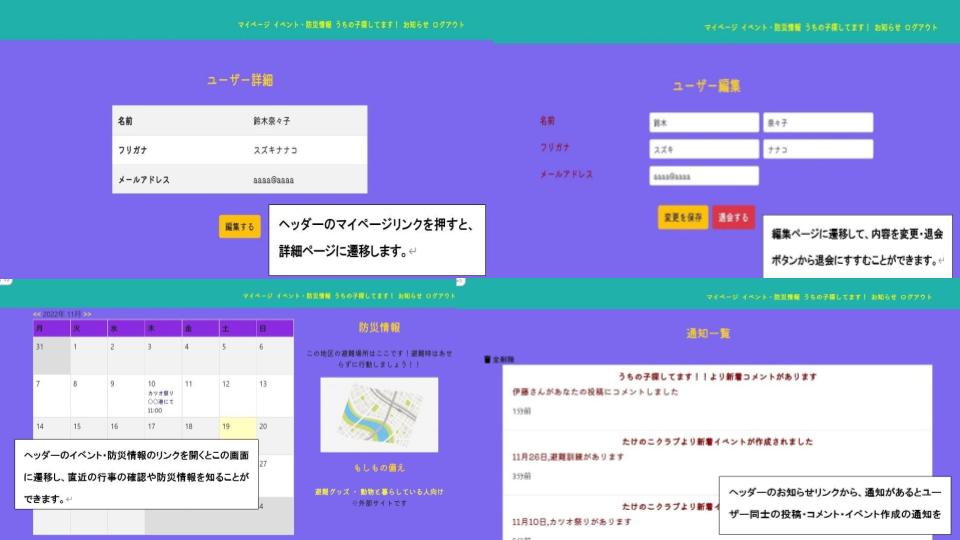 マイページ イベント・防災情報 うちの子探してます！ お知らせ ログアウト
ユーザー詳細
名前 鈴木奈々子
フリガナ スズキナナコ
メールアドレス aaaa@aaaa
編集する
ヘッダーのマイページリンクを押すと、
詳細ページに遷移します。↵
マイページ イベント・防災情報 うちの子探してます！ お知らせ ログアウト
ユーザー編集
名前 鈴木 奈々子
フリガナ スズキ ナナコ
メールアドレス aaaa@aaaa
変更を保存 退会する
編集ページに遷移して、内容を変更・退会
ボタンから退会にすすむことができます。↵
マイページ イベント・防災情報 うちの子探してます！ お知らせ ログアウト
<< 2022年 11月 >>
月 火 水 木 金 土 日
31 1 2 3 4 5 6
7 8 9 10 11 12 13
カツオ祭り
〇〇港にて
11:00
14 15 16 17 18 19 20
27
4
ヘッダーのイベント・防災情報のリンクを開くとこの画面
に遷移し、直近の行事の確認や防災情報を知ることが
できます。↵
防災情報
この地区の避難場所はここです！避難時はあせ
らずに行動しましょう！！
もしもの備え
避難グッズ ・ 動物と暮らしている人向け
※外部サイトです
マイページ イベント・防災情報 うちの子探してます！ お知らせ ログアウト
通知一覧
全削除
うちの子探してます！！より新着コメントがあります
伊藤さんがあなたの投稿にコメントしました
1分前
たけのこクラブより新着イベントが作成されました
11月26日,避難訓練があります
3分前
たけのこクラブより新着イ
11月10日,カツオ祭りがあります
ヘッダーのお知らせリンクから、通知があるとユー
ザー同士の投稿・コメント・イベント作成の通知を